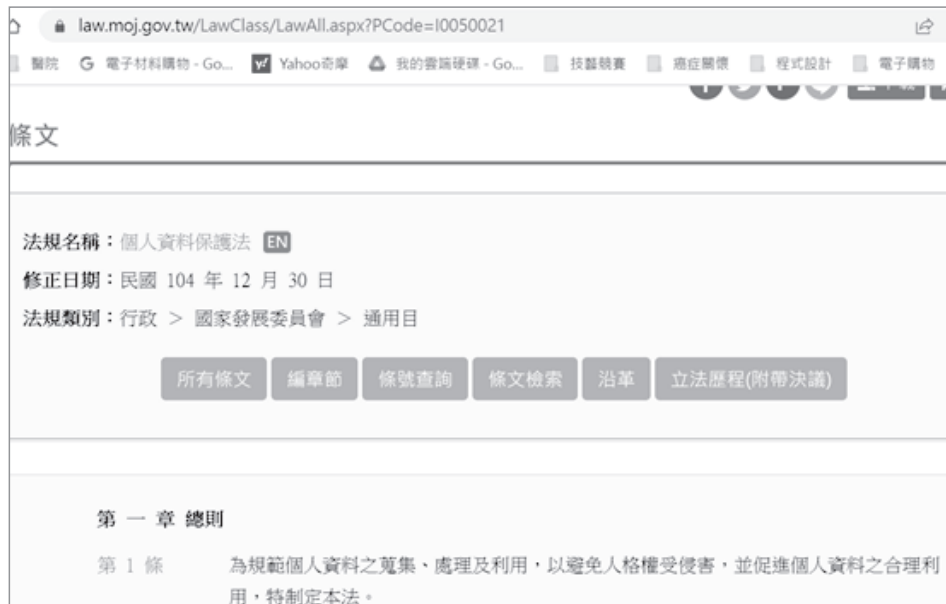 law.moj.gov.tw/LawClass/LawAll.aspx?PCode=I0050021
醫院 G 電子材料購物 - Go... y! Yahoo奇摩 我的雲端硬碟 - Go... 技藝競賽 癌症關懷 程式設計 電子購物
條文
法規名稱：個人資料保護法 EN
修正日期：民國 104 年 12 月 30 日
法規類別：行政 > 國家發展委員會 > 通用目
所有條文 編章節 條號查詢 條文檢索 沿革 立法歷程(附帶決議)
第 一 章 總則
第 1 條 為規範個人資料之蒐集、處理及利用，以避免人格權受侵害，並促進個人資料之合理利
用，特制定本法。